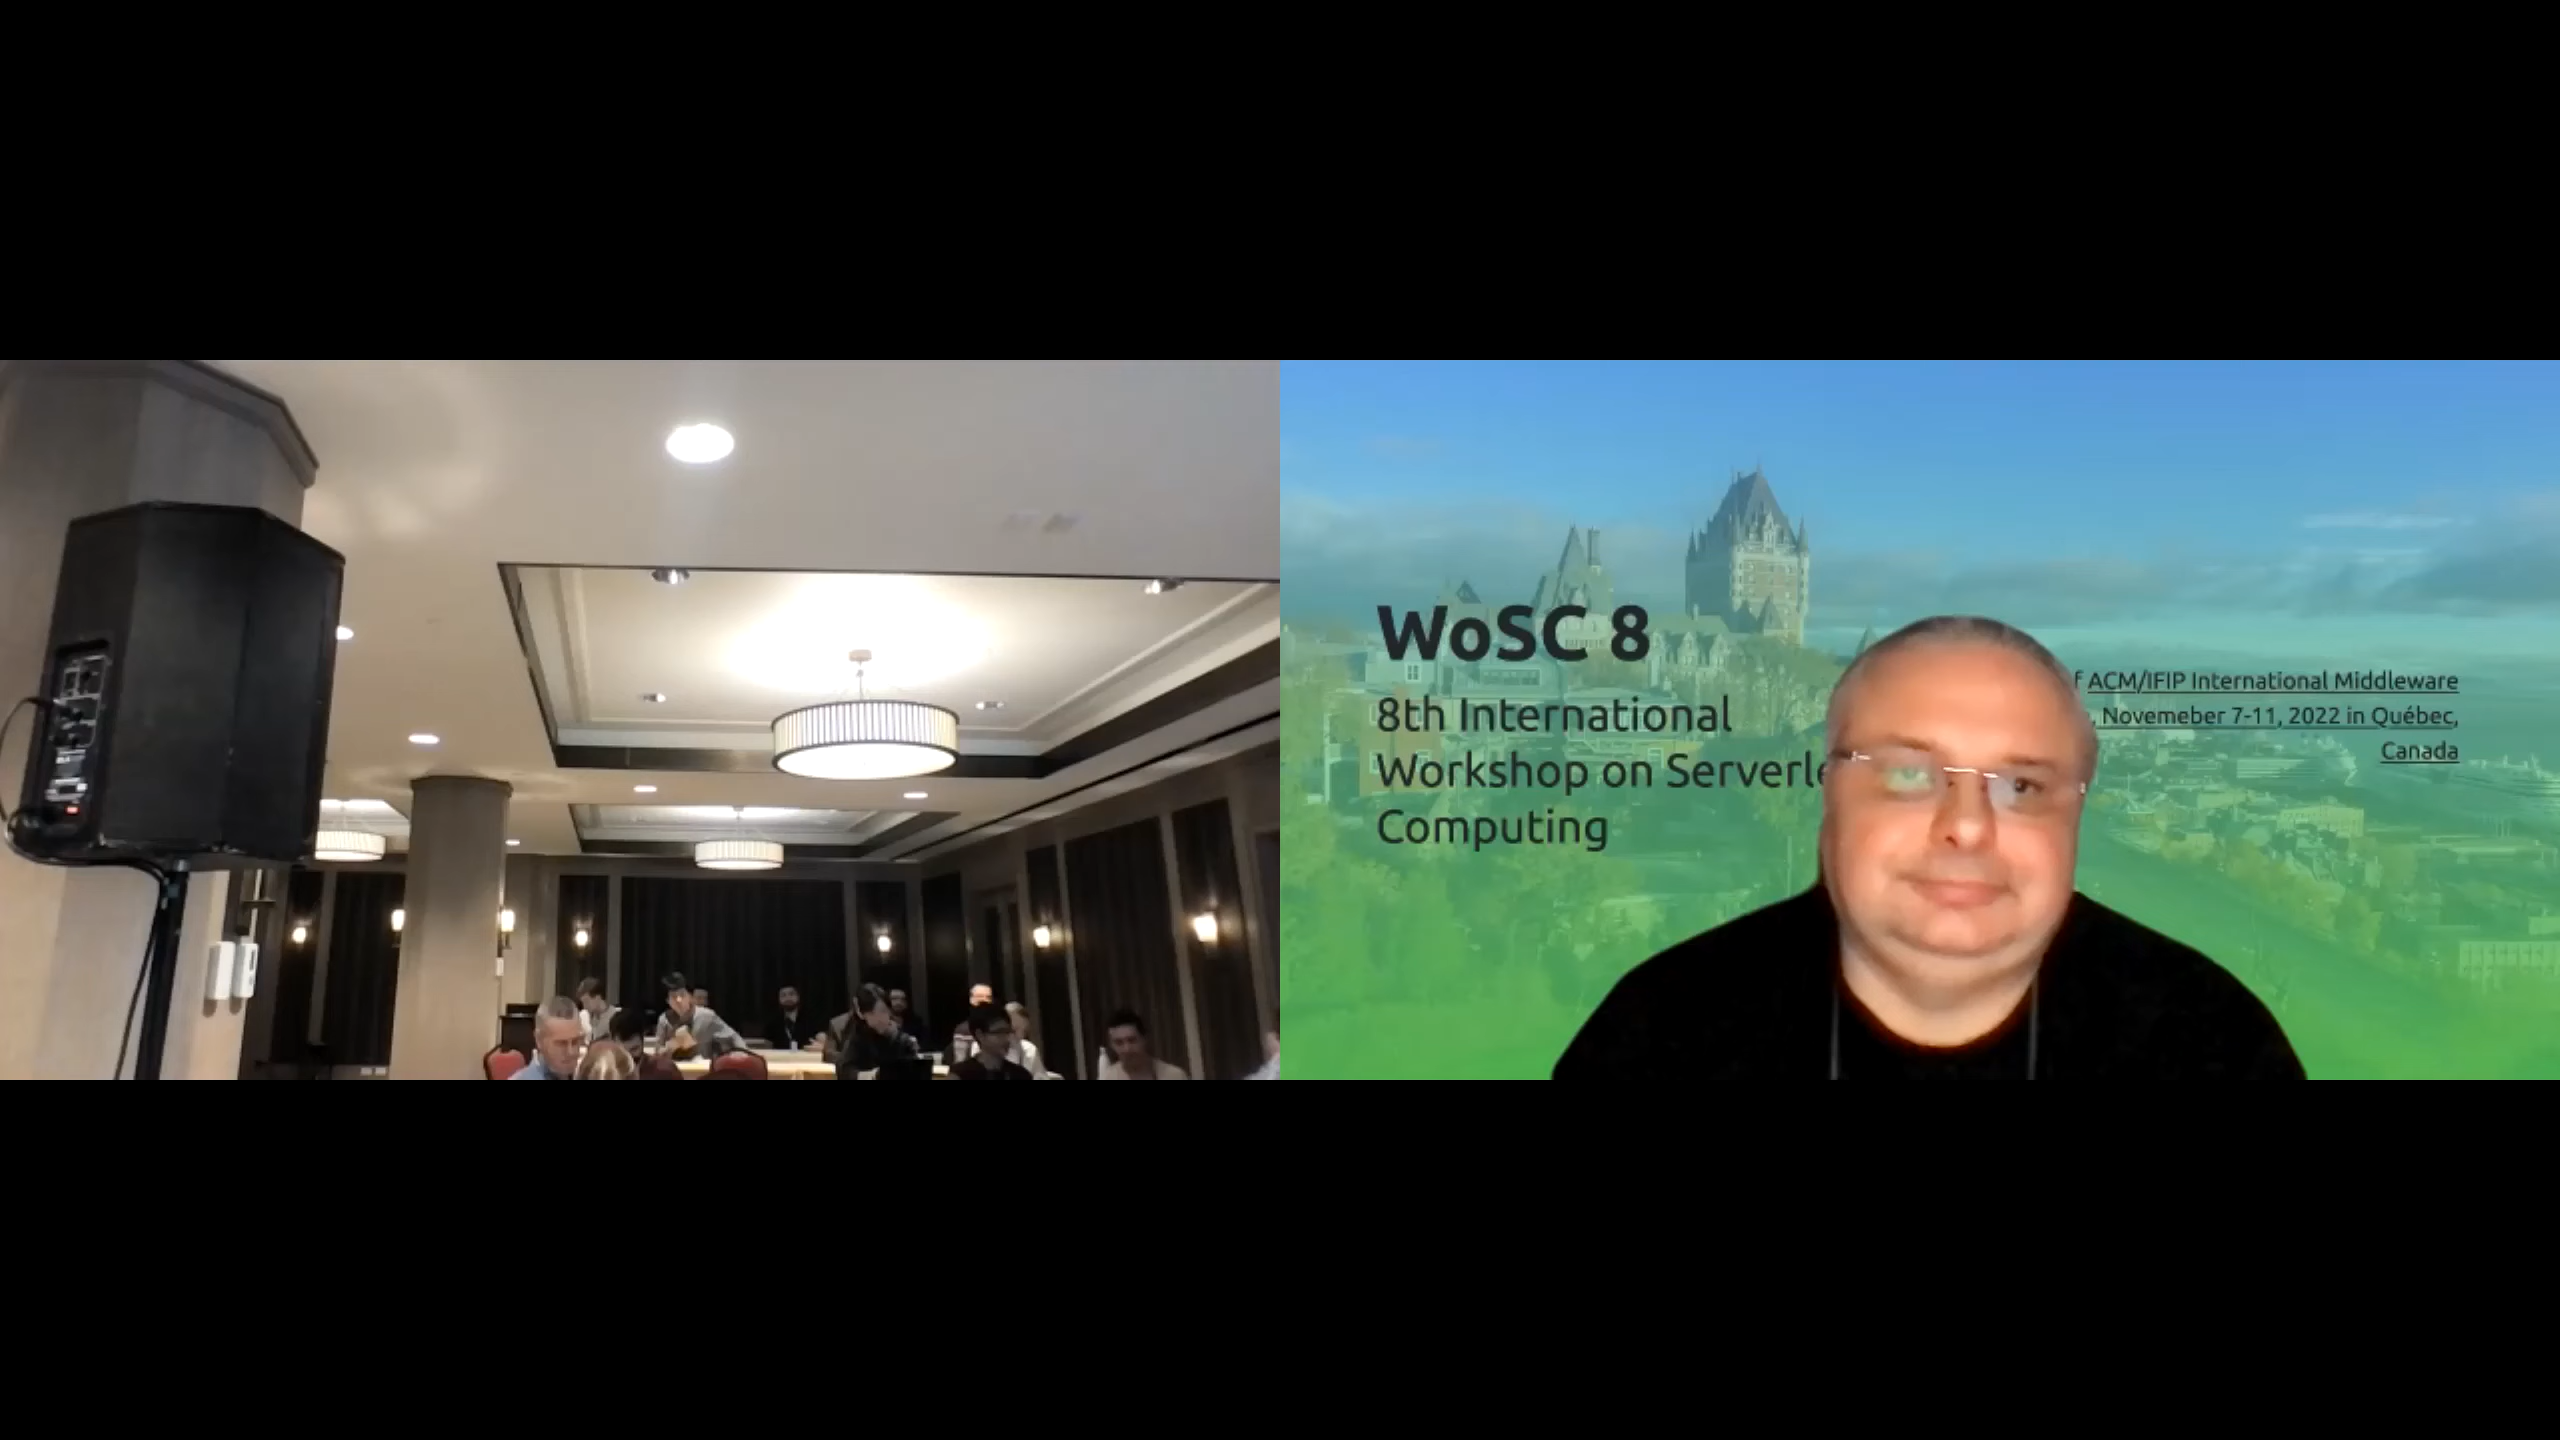 WoSC 8
8th International
Workshop on Serverle
Computing
f ACM/IFIP International Middleware
, Novemeber 7-11, 2022 in Québec,
Canada